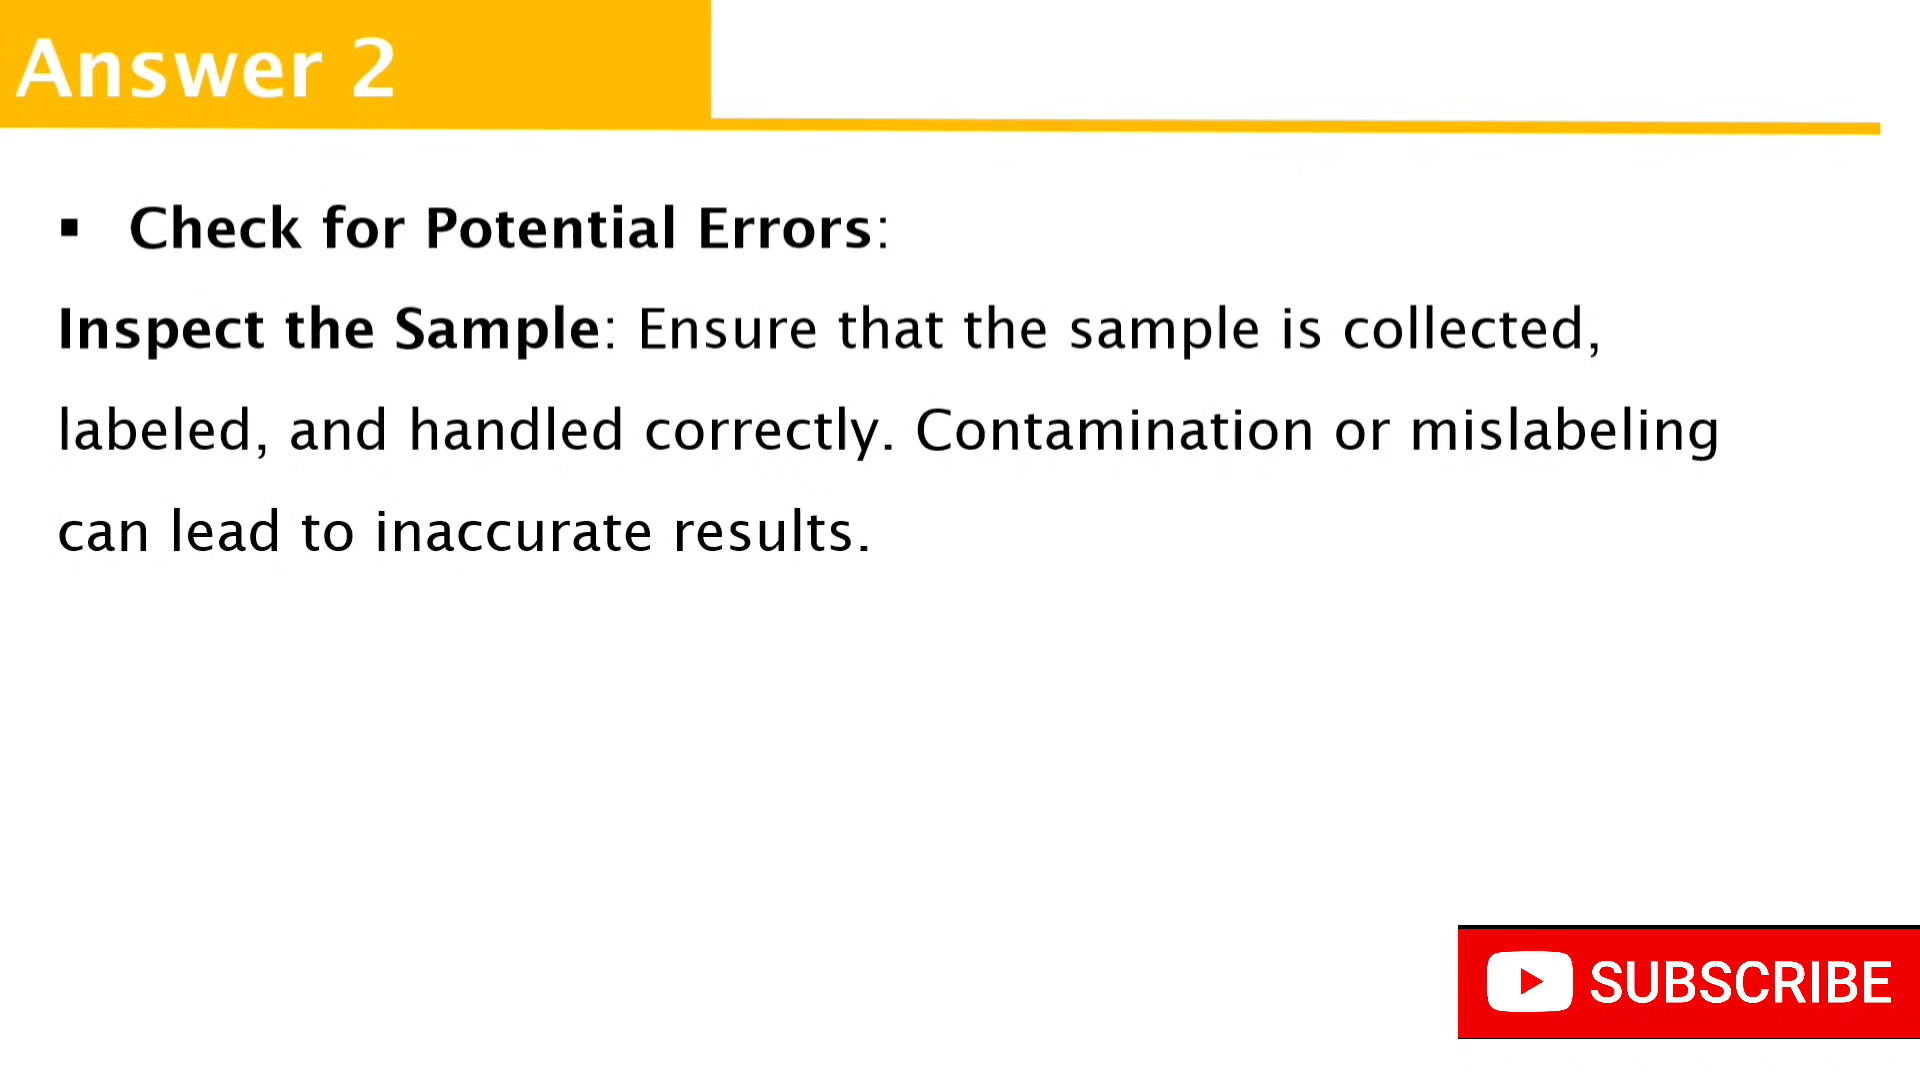 Answer 2
▪ Check for Potential Errors:
Inspect the Sample: Ensure that the sample is collected,
labeled, and handled correctly. Contamination or mislabeling
can lead to inaccurate results.
SUBSCRIBE